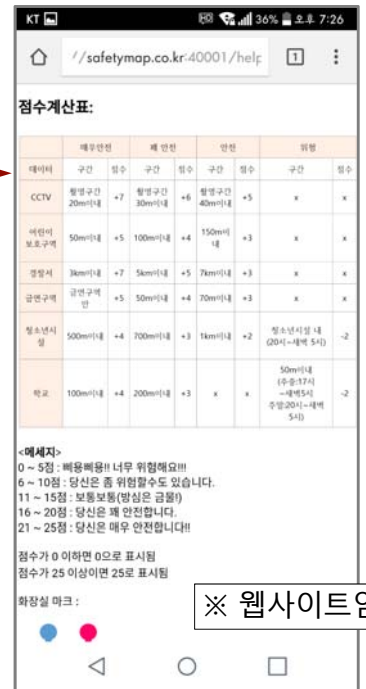 KT HD 36% 오후 7:26
//safetymap.co.kr:40001/help 1
점수계산표:
매우안전 꽤 안전 안전 위험
데이터 구간 점수 구간 점수 구간 점수 구간 점수
CCTV 촬영구간 20m이내 +7 촬영구간 30m이내 +6 촬영구간 40m이내 +5 x x
어린이 보호구역 50m이내 +5 100m이내 +4 150m이내 +3 x x
경찰서 3km이내 +7 5km이내 +5 7km이내 +3 x x
금연구역 금연구역 안 +5 50m이내 +4 70m이내 +3 x x
청소년시설 500m이내 +4 700m이내 +3 1km이내 +2 청소년시설 내 (20시~새벽 5시) -2
학교 100m이내 +4 200m이내 +3 x x 50m이내 (주중:17시~새벽5시 주말:20시~새벽 5시) -2
<메세지>
0 ~ 5점 : 삐용삐용!! 너무 위험해요!!!
6 ~ 10점 : 당신은 좀 위험할수도 있습니다.
11 ~ 15점 : 보통보통(방심은 금물!)
16 ~ 20점 : 당신은 꽤 안전합니다.
21 ~ 25점 : 당신은 매우 안전합니다!!
점수가 0 이하면 0으로 표시됨
점수가 25 이상이면 25로 표시됨
화장실 마크 :
※ 웹사이트임